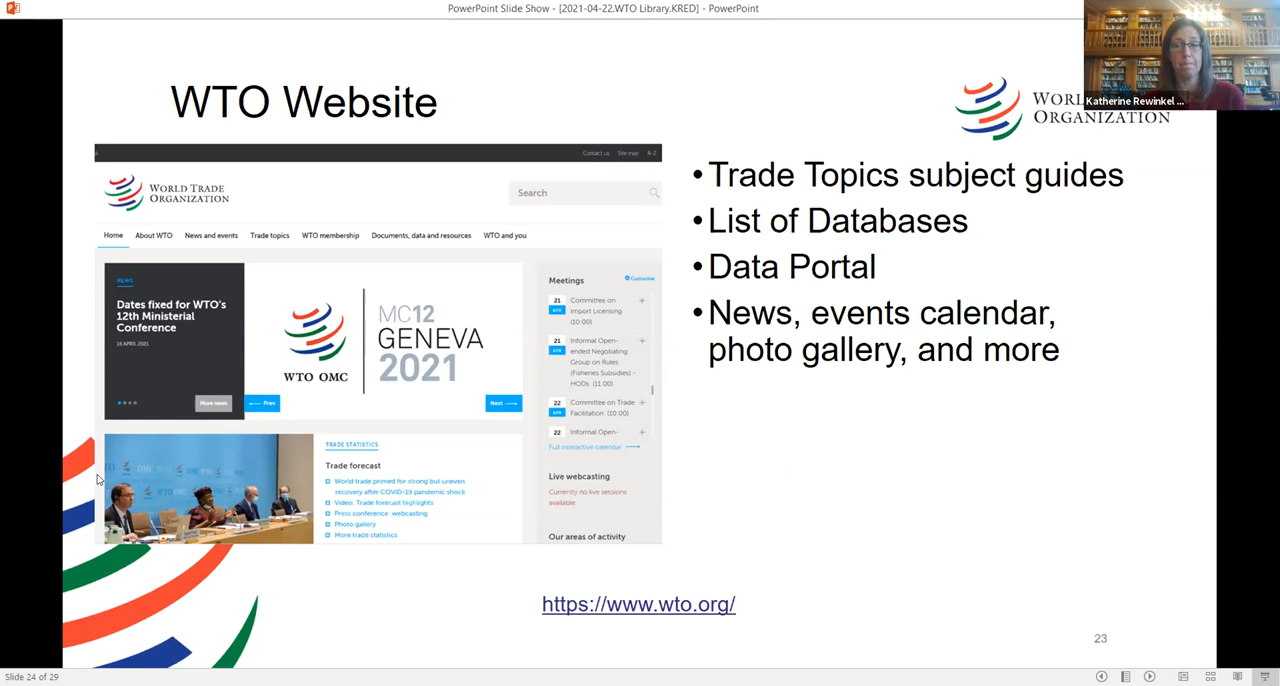 PowerPoint Slide Show - [2021-04-22.WTO Library.KRED] - PowerPoint
Katherine Rewinkel ...
WTO Website
WORLD
ORGANIZATION
Contact us Site map A-Z
WORLD TRADE
ORGANIZATION
Search
Home About WTO News and events Trade topics WTO membership Documents, data and resources WTO and you
NEWS
Dates fixed for WTO's
12th Ministerial
Conference
16 APRIL 2021
More news
Prev
WTO OMC
MC12
GENEVA
2021
Next
Meetings
Customize
21 APR
Committee on
Import Licensing
(10:00)
21 APR
Informal Open-
ended Negotiating
Group on Rules
(Fisheries Subsidies) -
HODs (11:00)
22 APR
Committee on Trade
Facilitation (10:00)
22
Informal Open-
Full interactive calendar
Live webcasting
Currently no live sessions
available.
Our areas of activity
TRADE STATISTICS
Trade forecast
World trade primed for strong but uneven
recovery after COVID-19 pandemic shock
Video: Trade forecast highlights
Press conference: webcasting
Photo gallery
More trade statistics
• Trade Topics subject guides
• List of Databases
• Data Portal
• News, events calendar,
photo gallery, and more
https://www.wto.org/
23
Slide 24 of 29